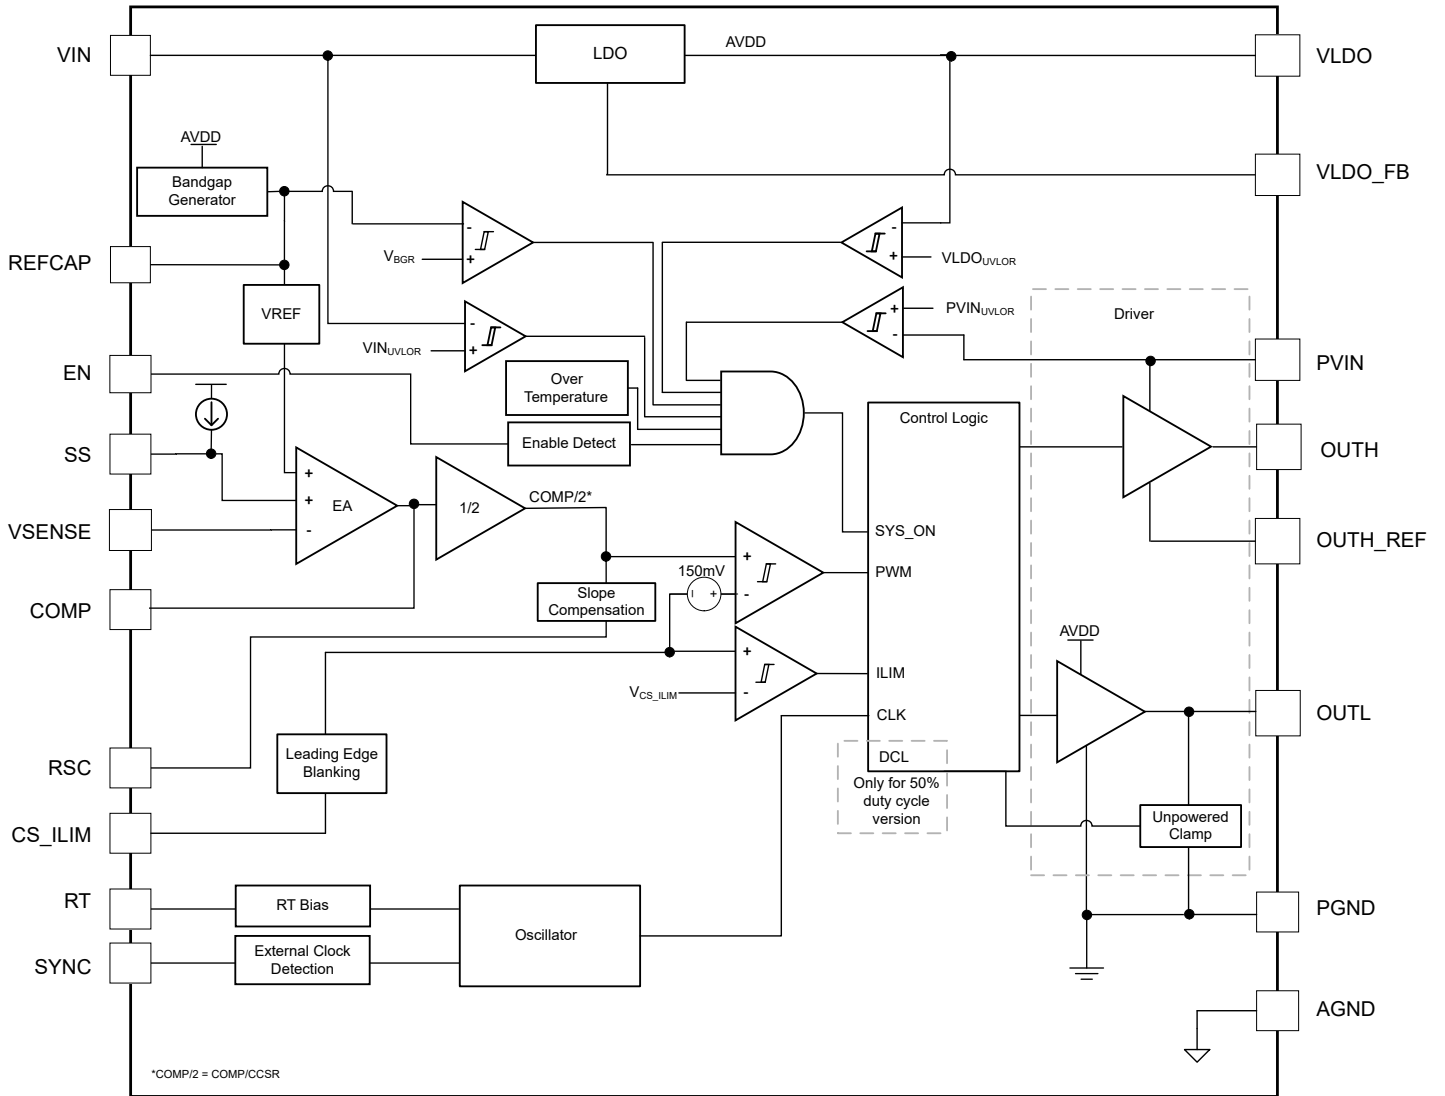 VIN
LDO
AVDD
VLDO
AVDD
Bandgap
Generator
VLDO_FB
REFCAP
-
VBGR
+
-
+
VLDOUVLOR
VREF
-
VINUVLOR
+
+
PVINUVLOR
-
Driver
EN
Over
Temperature
Enable Detect
PVIN
Control Logic
SS
OUTH
+
+
EA
-
1/2
COMP/2*
VSENSE
SYS_ON
OUTH_REF
COMP
Slope
Compensation
150mV
+
-
PWM
+
-
VCS_ILIM
-
+
ILIM
AVDD
CLK
OUTL
RSC
Leading Edge
Blanking
DCL
Only for 50%
duty cycle
version
CS_ILIM
Unpowered
Clamp
RT
RT Bias
Oscillator
PGND
SYNC
External Clock
Detection
AGND
*COMP/2 = COMP/CCSR